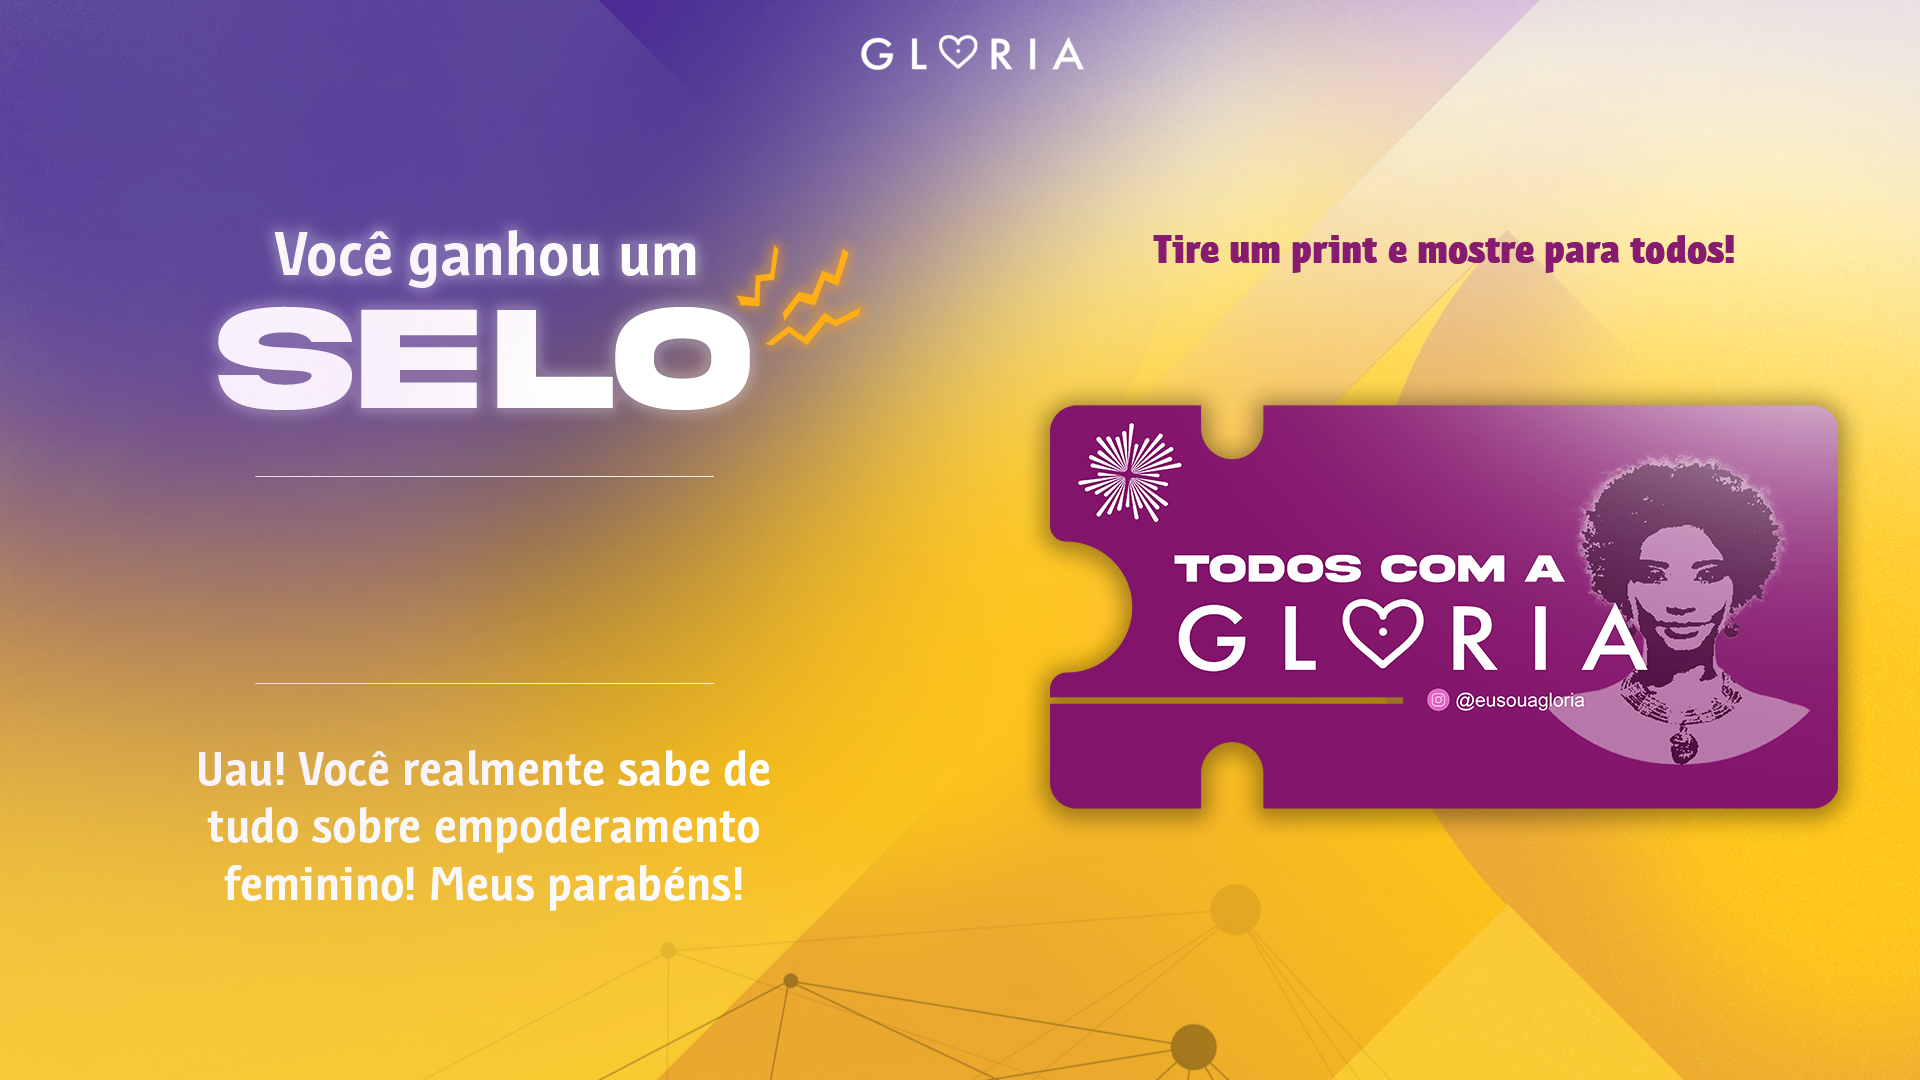 GLORIA
Você ganhou um
SELO
Uau! Você realmente sabe de
tudo sobre empoderamento
feminino! Meus parabéns!
Tire um print e mostre para todos!
TODOS COM A
GLORIA
@eusouagloria